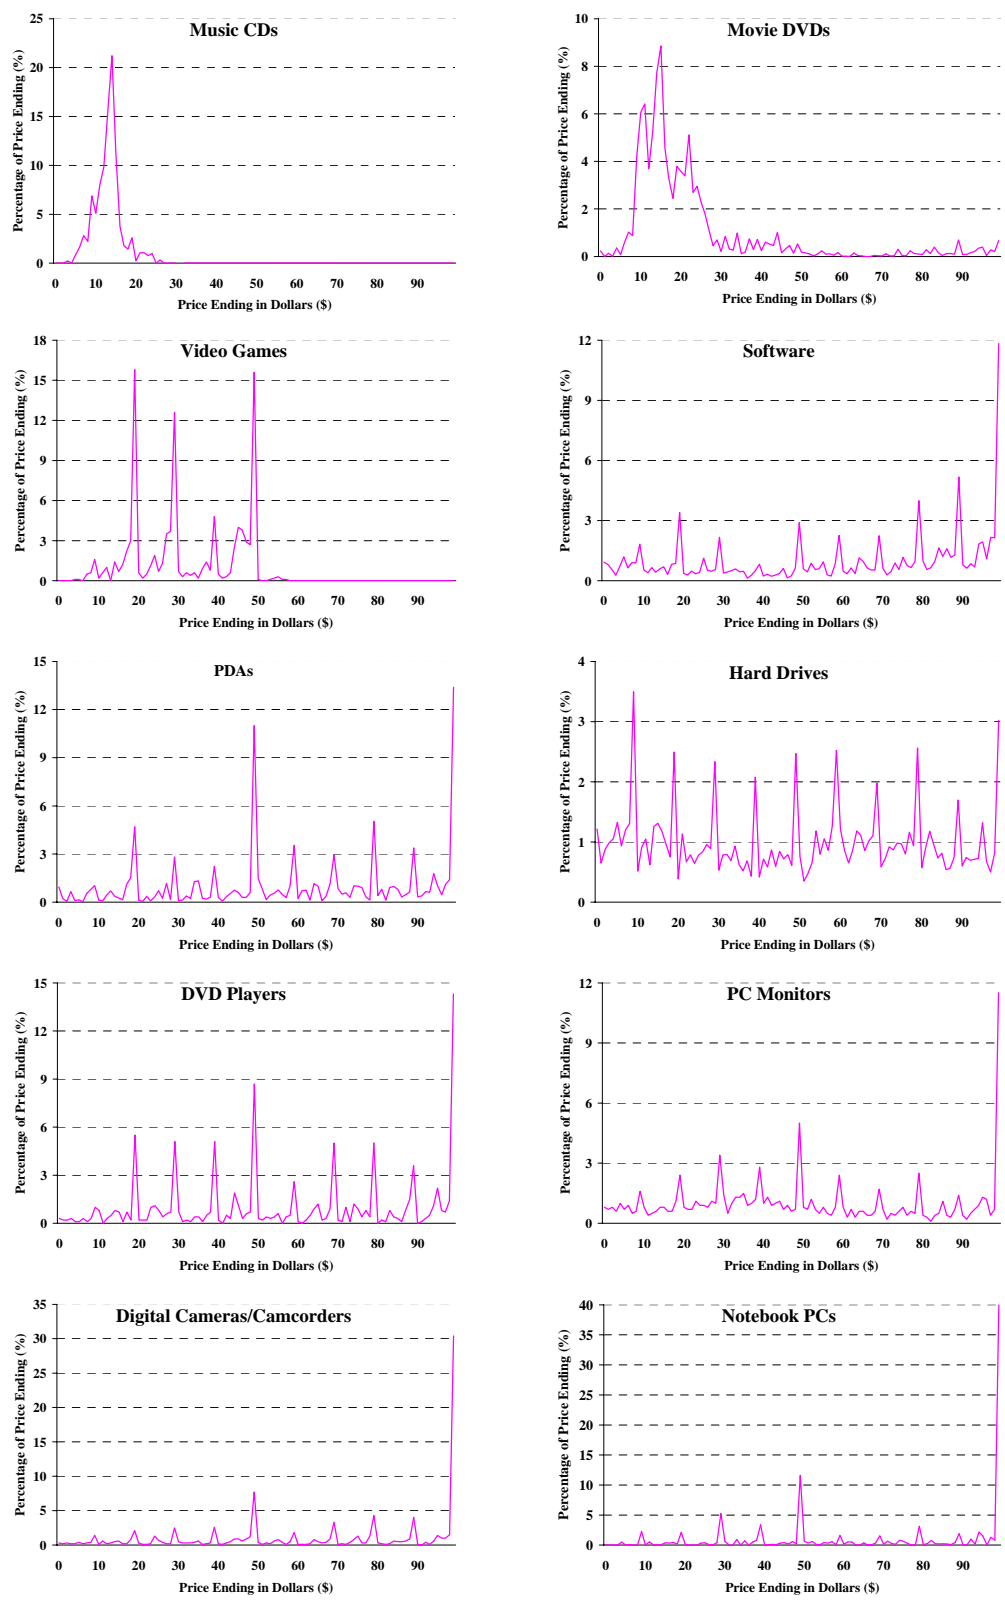 Music CDs
Percentage of Price Ending (%)
25
20
15
10
5
0
0 10 20 30 40 50 60 70 80 90
Price Ending in Dollars ($)
Movie DVDs
Percentage of Price Ending (%)
10
8
6
4
2
0
0 10 20 30 40 50 60 70 80 90
Price Ending in Dollars ($)
Video Games
Percentage of Price Ending (%)
18
15
12
9
6
3
0
0 10 20 30 40 50 60 70 80 90
Price Ending in Dollars ($)
Software
Percentage of Price Ending (%)
12
9
6
3
0
0 10 20 30 40 50 60 70 80 90
Price Ending in Dollars ($)
PDAs
Percentage of Price Ending (%)
15
12
9
6
3
0
0 10 20 30 40 50 60 70 80 90
Price Ending in Dollars ($)
Hard Drives
Percentage of Price Ending (%)
4
3
2
1
0
0 10 20 30 40 50 60 70 80 90
Price Ending in Dollars ($)
DVD Players
Percentage of Price Ending (%)
15
12
9
6
3
0
0 10 20 30 40 50 60 70 80 90
Price Ending in Dollars ($)
PC Monitors
Percentage of Price Ending (%)
12
9
6
3
0
0 10 20 30 40 50 60 70 80 90
Price Ending in Dollars ($)
Digital Cameras/Camcorders
Percentage of Price Ending (%)
35
30
25
20
15
10
5
0
0 10 20 30 40 50 60 70 80 90
Price Ending in Dollars ($)
Notebook PCs
Percentage of Price Ending (%)
40
35
30
25
20
15
10
5
0
0 10 20 30 40 50 60 70 80 90
Price Ending in Dollars ($)